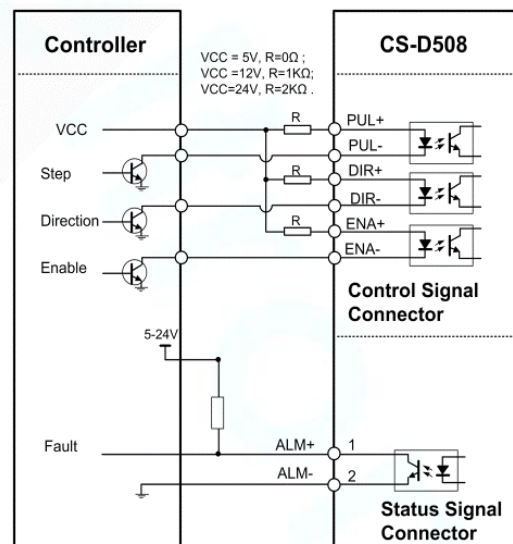 Controller
CS-D508
VCC = 5V, R=0Ω ;
VCC =12V, R=1KΩ;
VCC=24V, R=2KΩ .
VCC
R
PUL+
PUL-
Step
R
DIR+
DIR-
Direction
R
ENA+
ENA-
Enable
Control Signal
Connector
5-24V
Fault
ALM+
1
ALM-
2
Status Signal
Connector